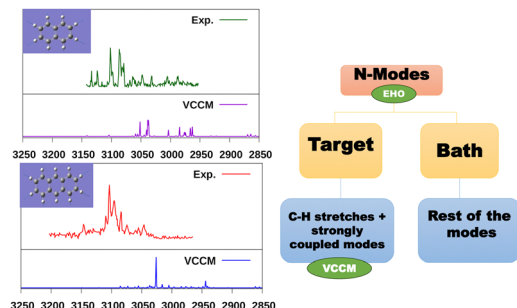 Exp.
VCCM
3250 3200 3150 3100 3050 3000 2950 2900 2850
Exp.
VCCM
3250 3200 3150 3100 3050 3000 2950 2900 2850
N-Modes
EHO
Target
Bath
C-H stretches +
strongly
coupled modes
VCCM
Rest of the
modes